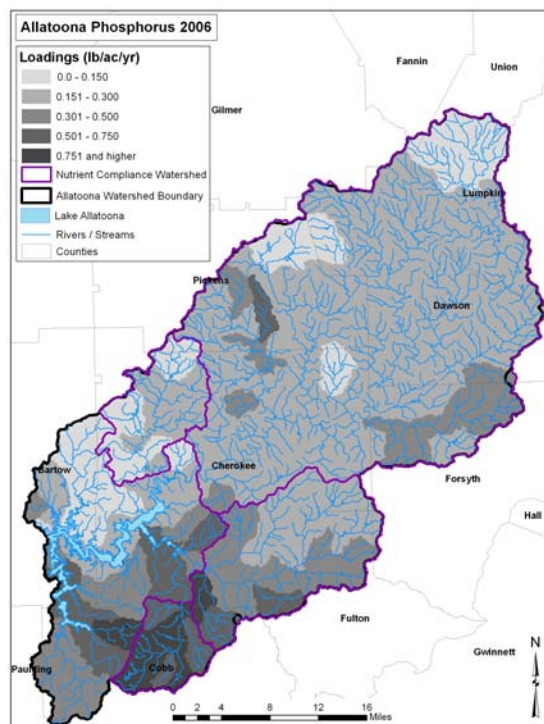 Allatoona Phosphorus 2006
Loadings (lb/ac/yr)
0.0 - 0.150
0.151 - 0.300
0.301 - 0.500
0.501 - 0.750
0.751 and higher
Nutrient Compliance Watershed
Allatoona Watershed Boundary
Lake Allatoona
Rivers / Streams
Counties
Fannin
Union
Gilmer
Lumpkin
Pickens
Dawson
Bartow
Cherokee
Forsyth
Hall
Fulton
Gwinnett
Paulding
Cobb
N
0 2 4 8 12 16
Miles